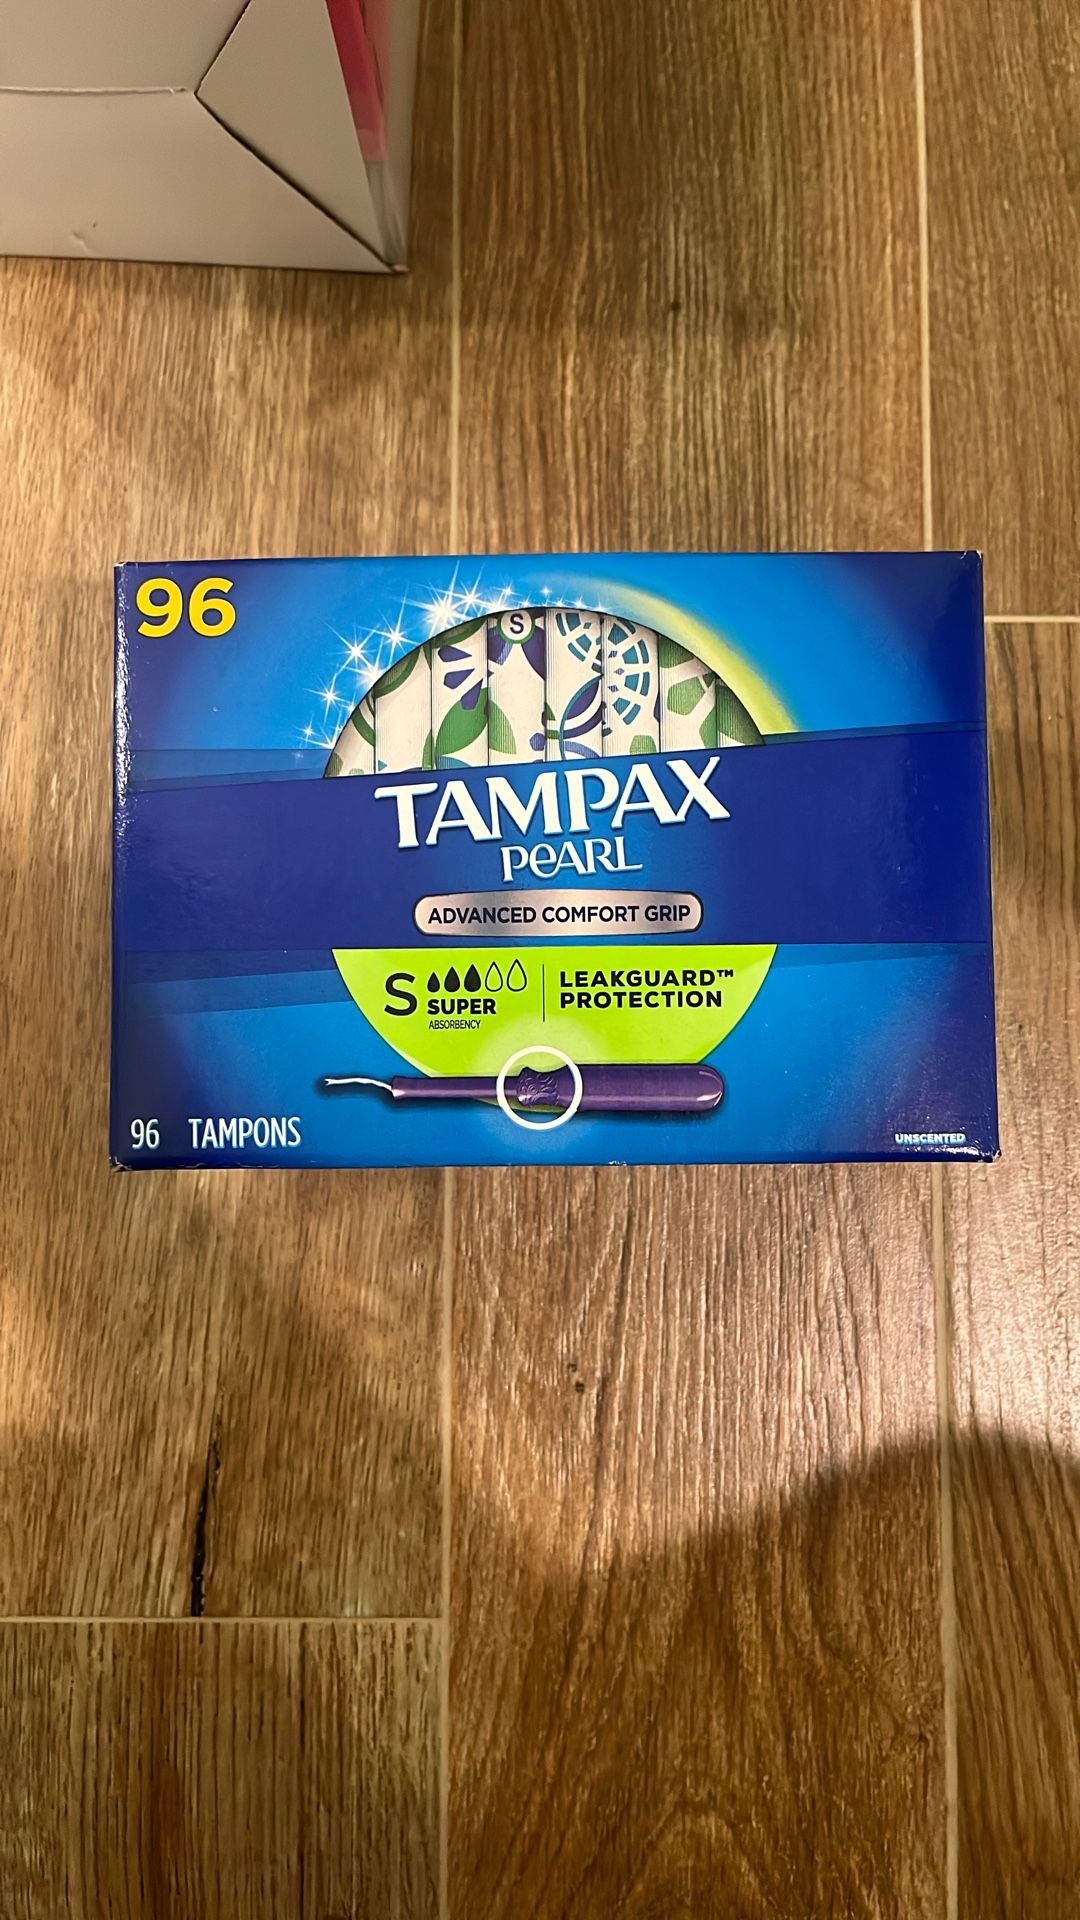 96
S
TAMPAX
PEARL
ADVANCED COMFORT GRIP
S
SUPER
ABSORBENCY
LEAKGUARD™
PROTECTION
96 TAMPONS
UNSCENTED